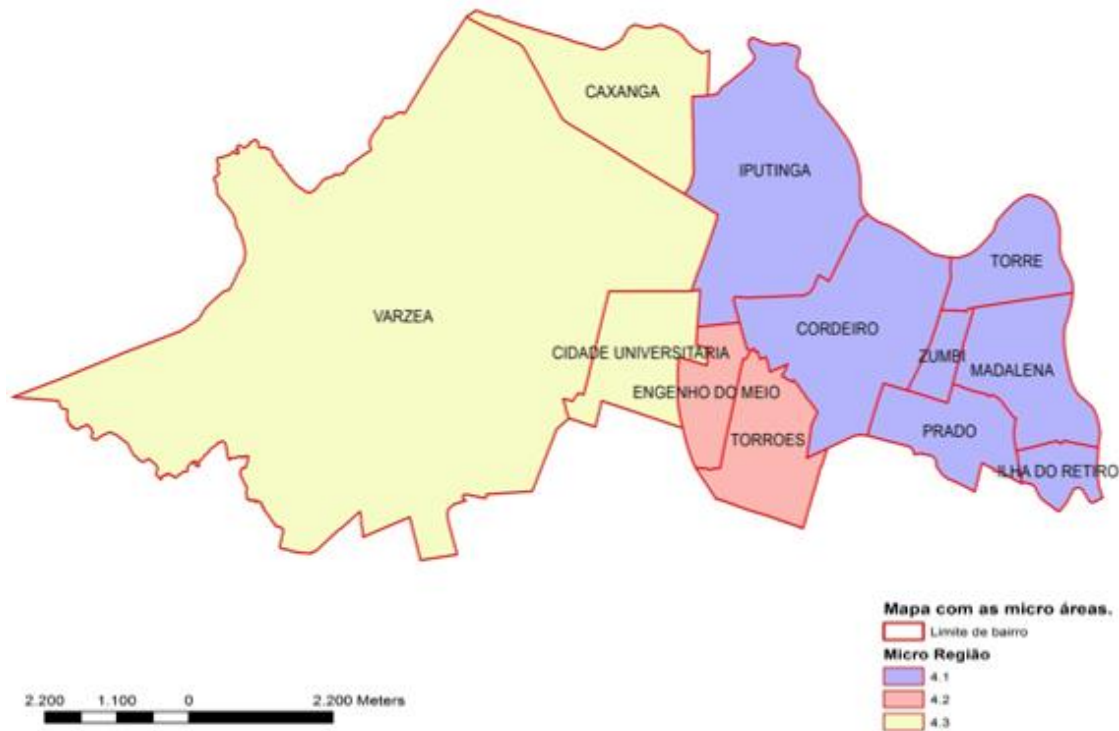 CAXANGA
IPUTINGA
TORRE
VARZEA
CORDEIRO
CIDADE UNIVERSITÁRIA
ZUMBI
MADALENA
ENGENHO DO MEIO
PRADO
TORROES
ILHA DO RETIRO
Mapa com as micro áreas.
Limite de bairro
Micro Região
4.1
4.2
4.3
2.200 1.100 0 2.200 Meters